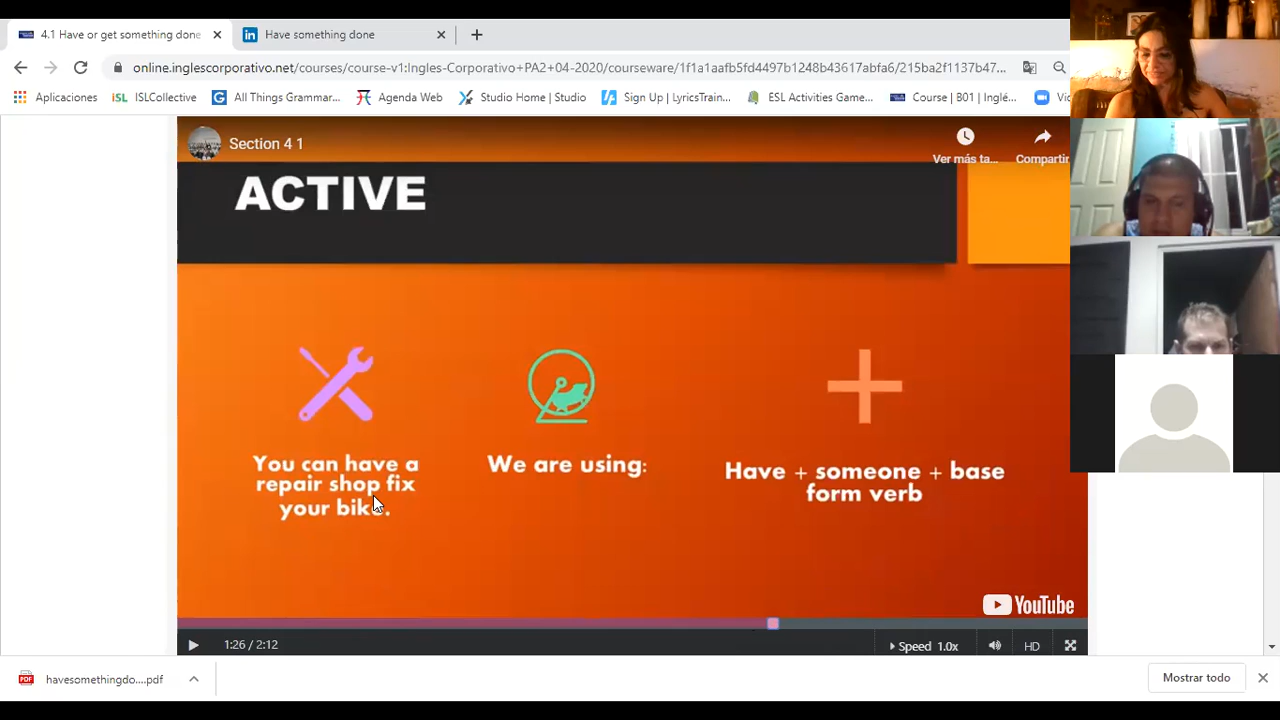 4.1 Have or get something done
Have something done
online.inglescorporativo.net/courses/course-v1:Ingles-Corporativo+PA2+04-2020/courseware/1f1a1aafb5fd4497b1248b43617abfa6/215ba2f1137b47...
Aplicaciones
ISLCollective
All Things Grammar...
Agenda Web
Studio Home | Studio
Sign Up | LyricsTrain...
ESL Activities Game...
Course | B01 | Inglé...
Section 4 1
Ver más ta...
Compartir
ACTIVE
You can have a
repair shop fix
your bike.
We are using:
Have + someone + base
form verb
YouTube
1:26 / 2:12
Speed 1.0x
HD
havesomethingdo....pdf
Mostrar todo